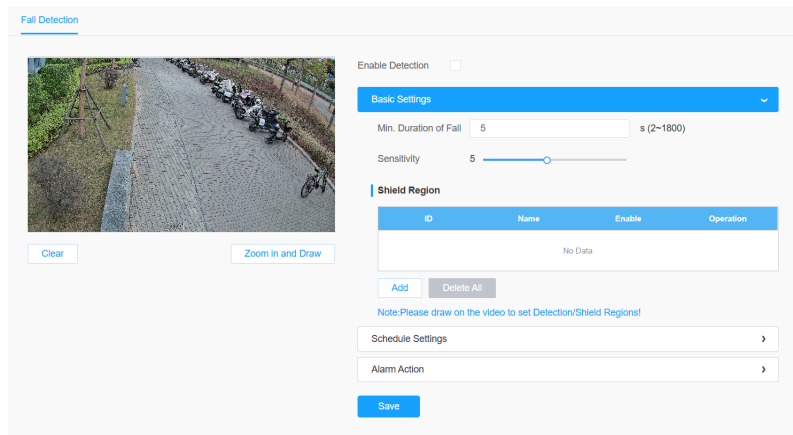 Fall Detection
Enable Detection
Basic Settings
Min. Duration of Fall 5 s (2~1800)
Sensitivity 5
Shield Region
ID Name Enable Operation
No Data
Clear Zoom in and Draw
Add Delete All
Note:Please draw on the video to set Detection/Shield Regions!
Schedule Settings
Alarm Action
Save